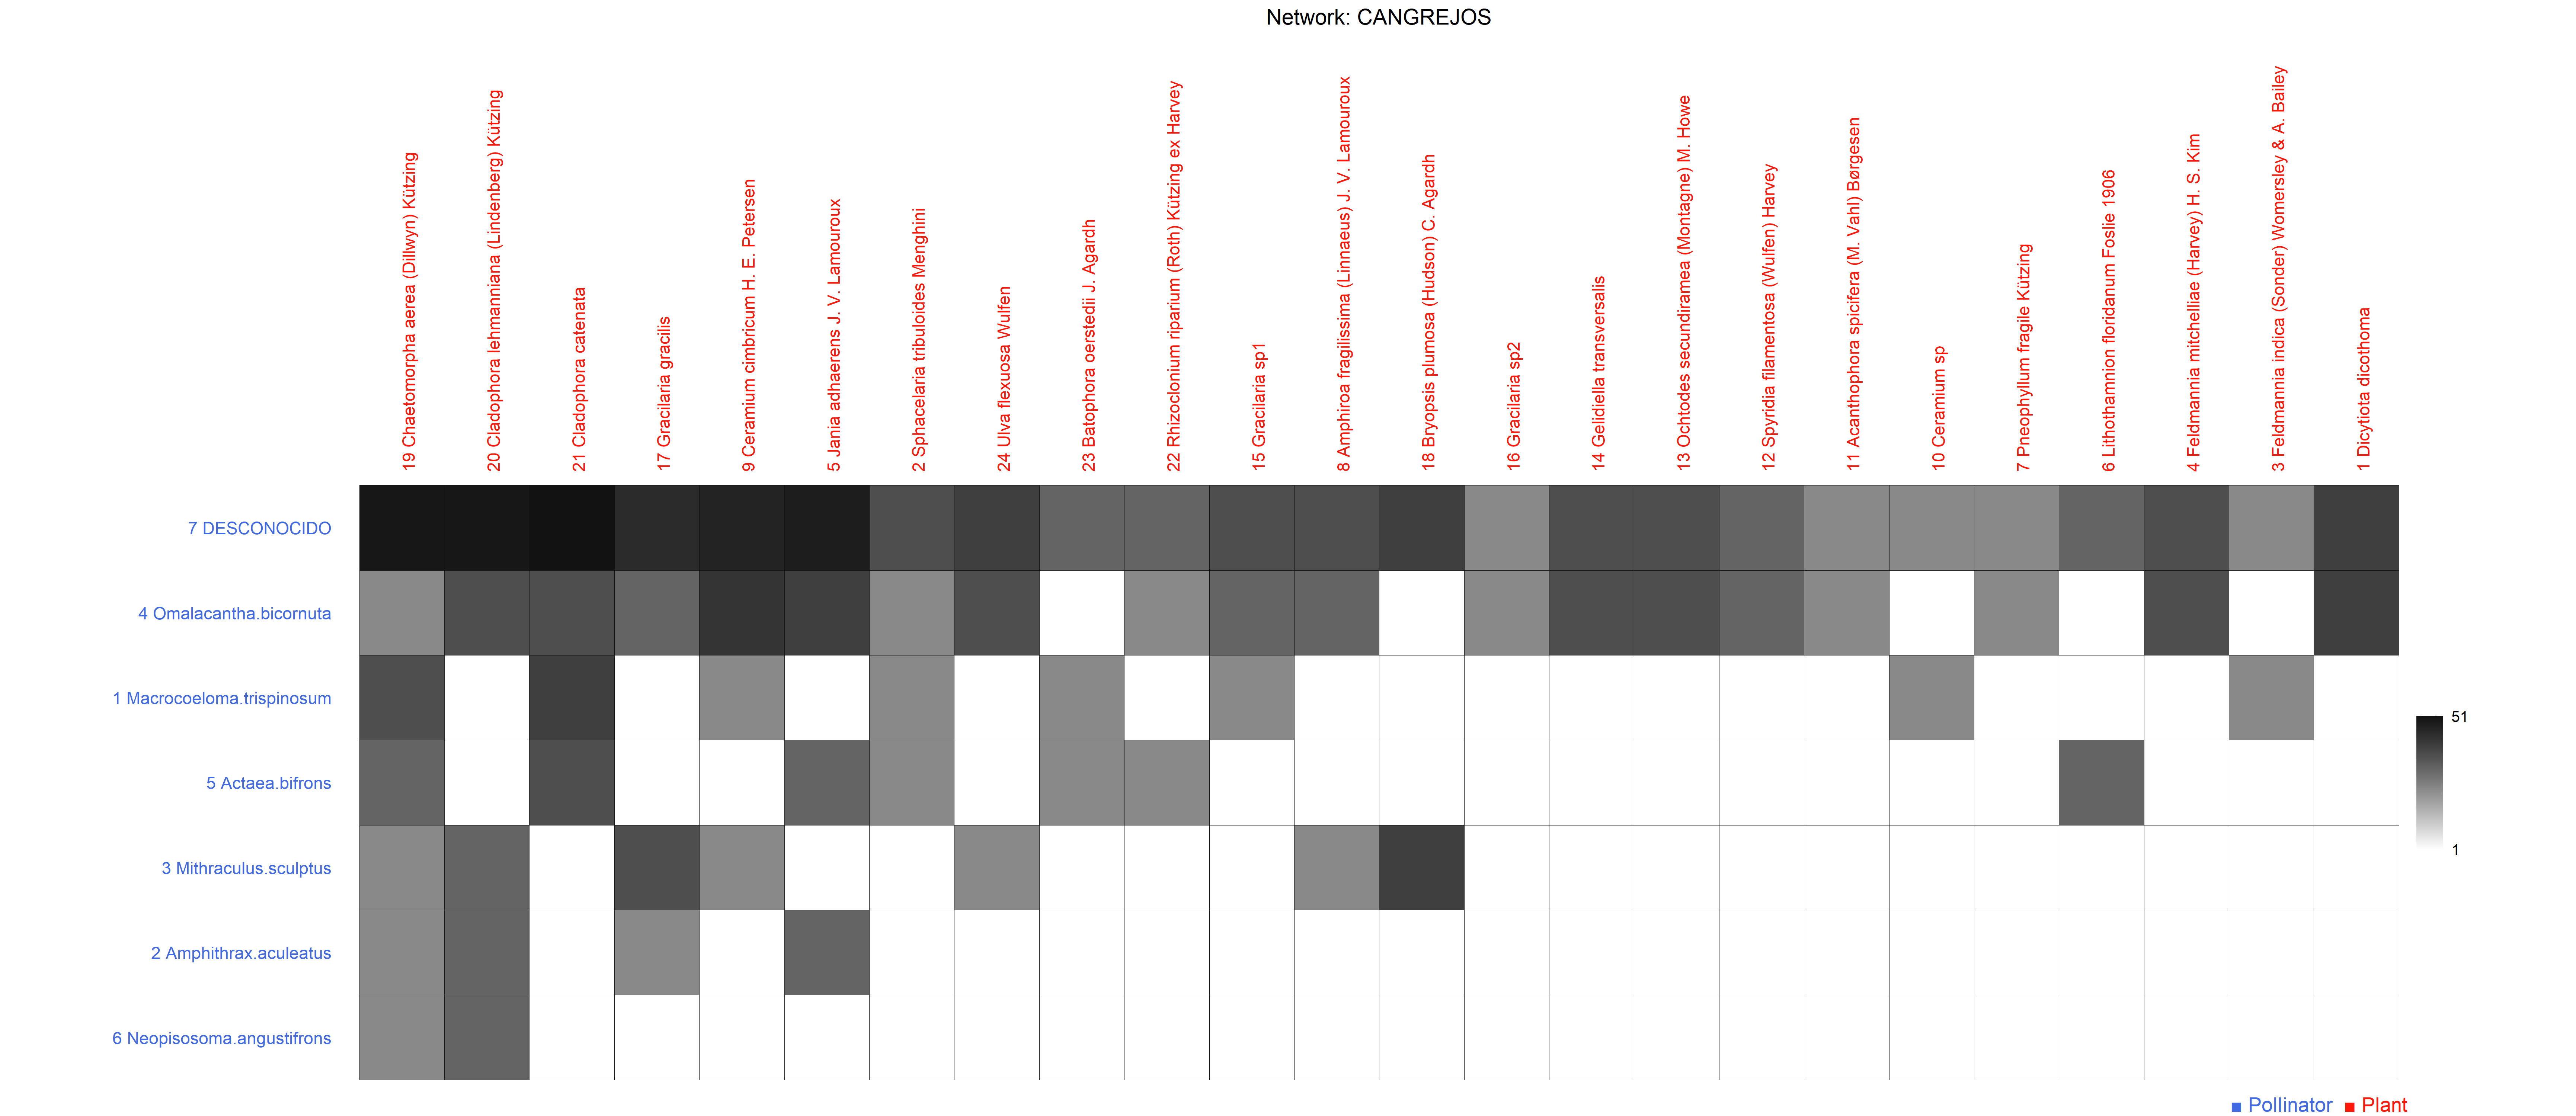 Network: CANGREJOS
19 Chaetomorpha aerea (Dillwyn) Kützing
20 Cladophora lehmanniana (Lindenberg) Kützing
21 Cladophora catenata
17 Gracilaria gracilis
9 Ceramium cimbricum H. E. Petersen
5 Jania adhaerens J. V. Lamouroux
2 Sphacelaria tribuloides Menghini
24 Ulva flexuosa Wulfen
23 Batophora oerstedii J. Agardh
22 Rhizoclonium riparium (Roth) Kützing ex Harvey
15 Gracilaria sp1
8 Amphiroa fragilissima (Linnaeus) J. V. Lamouroux
18 Bryopsis plumosa (Hudson) C. Agardh
16 Gracilaria sp2
14 Gelidiella transversalis
13 Ochtodes secundiramea (Montagne) M. Howe
12 Spyridia filamentosa (Wulfen) Harvey
11 Acanthophora spicifera (M. Vahl) Børgesen
10 Ceramium sp
7 Pneophyllum fragile Kützing
6 Lithothamnion floridanum Foslie 1906
4 Feldmannia mitchelliae (Harvey) H. S. Kim
3 Feldmannia indica (Sonder) Womersley & A. Bailey
1 Dicytiota dicothoma
7 DESCONOCIDO
4 Omalacantha.bicornuta
1 Macrocoeloma.trispinosum
5 Actaea.bifrons
3 Mithraculus.sculptus
2 Amphithrax.aculeatus
6 Neopisosoma.angustifrons
51
1
Pollinator Plant